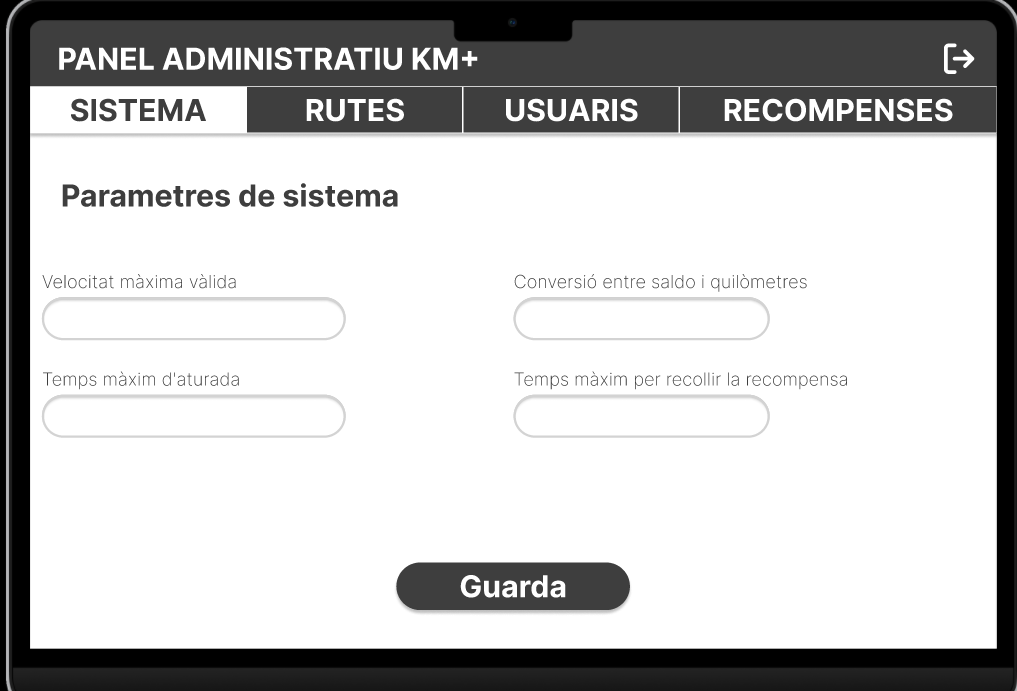 PANEL ADMINISTRATIU KM+
SISTEMA RUTES USUARIS RECOMPENSES
Parametres de sistema
Velocitat màxima vàlida Conversió entre saldo i quilòmetres
Temps màxim d'aturada Temps màxim per recollir la recompensa
Guarda